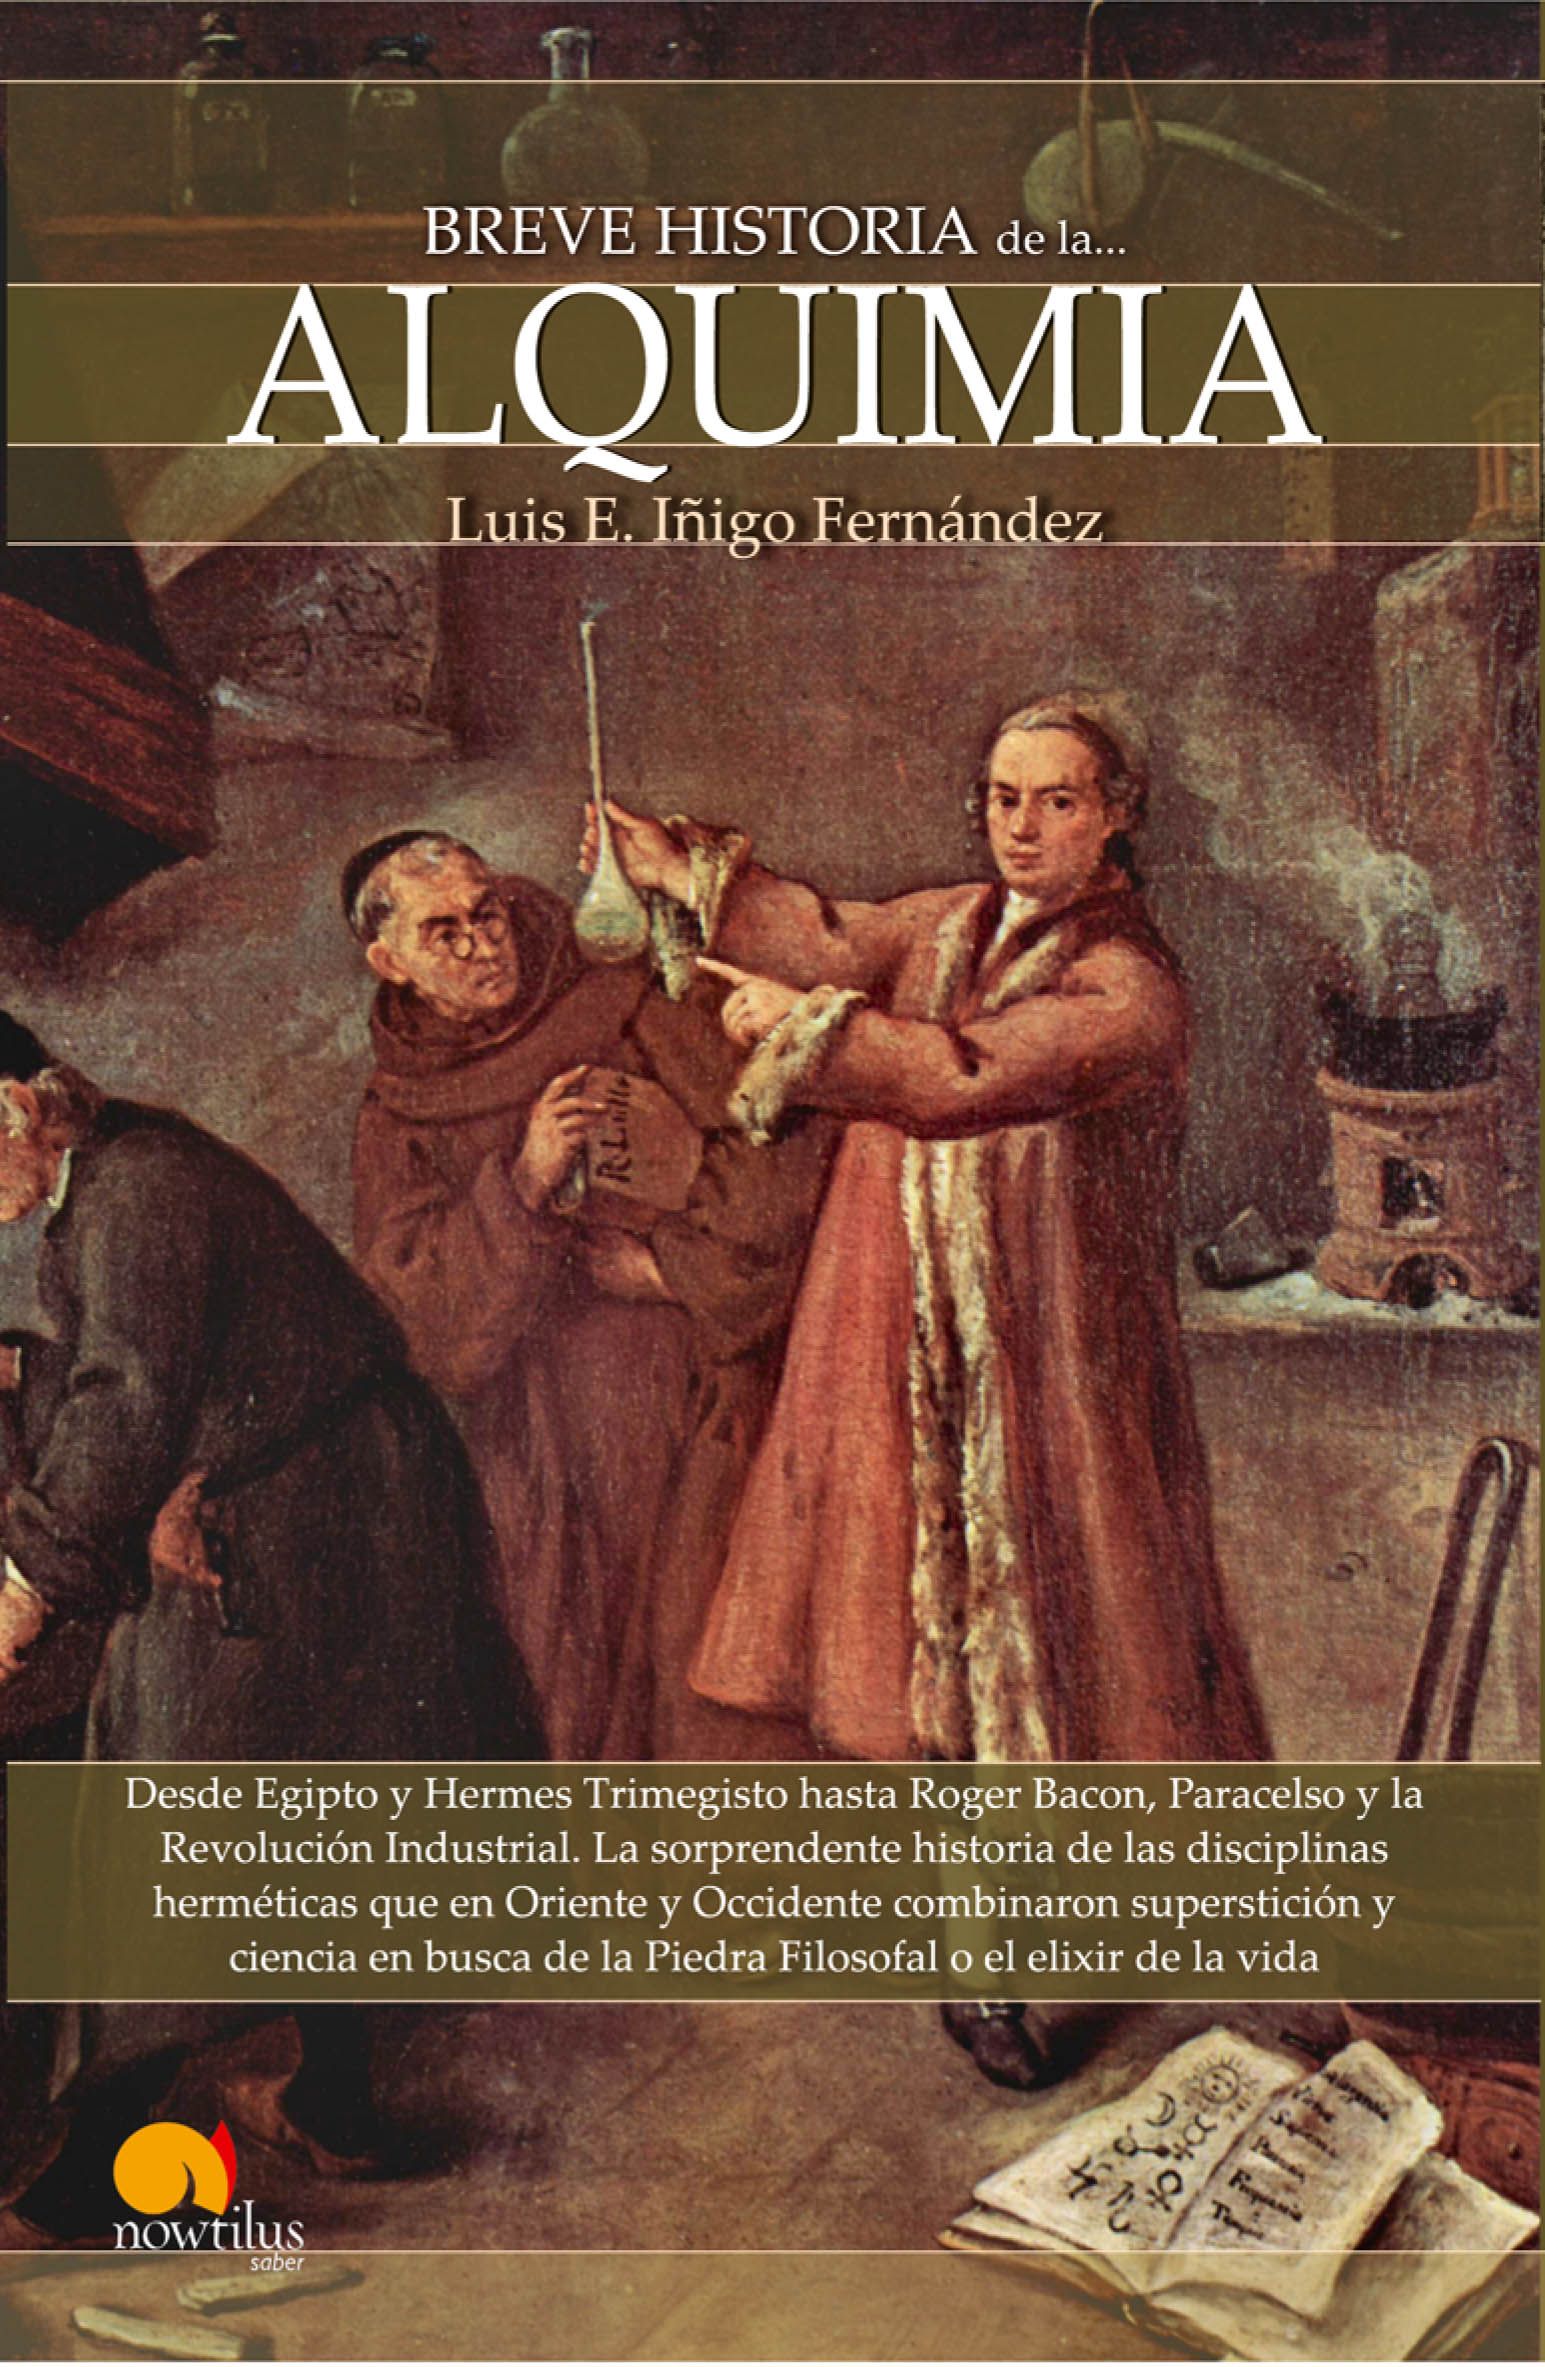 BREVE HISTORIA de la...
ALQUIMIA
Luis E. Iñigo Fernández
Desde Egipto y Hermes Trimegisto hasta Roger Bacon, Paracelso y la
Revolución Industrial. La sorprendente historia de las disciplinas
herméticas que en Oriente y Occidente combinaron superstición y
ciencia en busca de la Piedra Filosofal o el elixir de la vida
nowtilus
saber